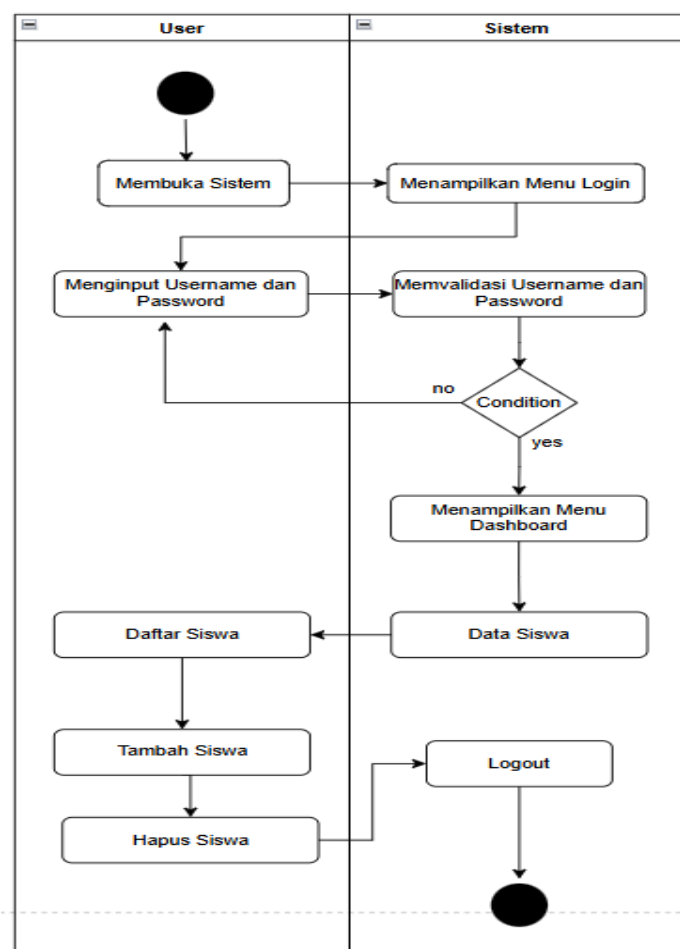 User
Sistem
Membuka Sistem
Menampilkan Menu Login
Menginput Username dan
Password
Memvalidasi Username dan
Password
no
Condition
yes
Menampilkan Menu
Dashboard
Daftar Siswa
Data Siswa
Tambah Siswa
Logout
Hapus Siswa